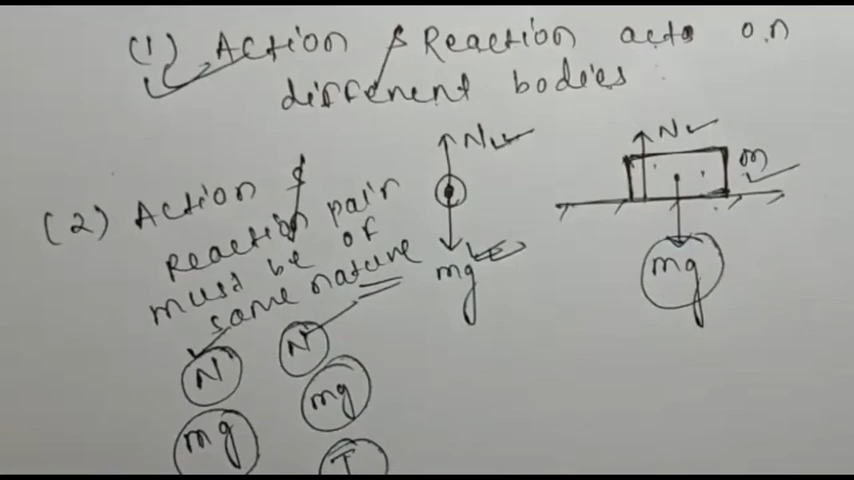 (1) Action & Reaction acts on
different bodies
(2) Action &
Reaction pair
must be of
same nature
N
mg
N
m
mg
N
N
mg
mg
T